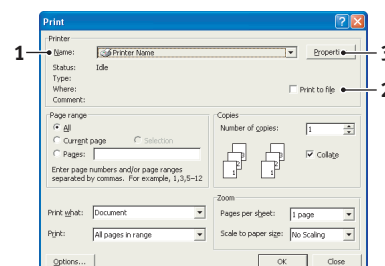 Print
Printer
1 Name: Printer Name Properti 3
Status: Idle
Type:
Where: Print to file 2
Comment:
Page range
All
Current page Selection
Pages:
Enter page numbers and/or page ranges
separated by commas. For example, 1,3,5–12
Copies
Number of copies: 1
Collate
Print what: Document
Print: All pages in range
Zoom
Pages per sheet: 1 page
Scale to paper size: No Scaling
Options... OK Close